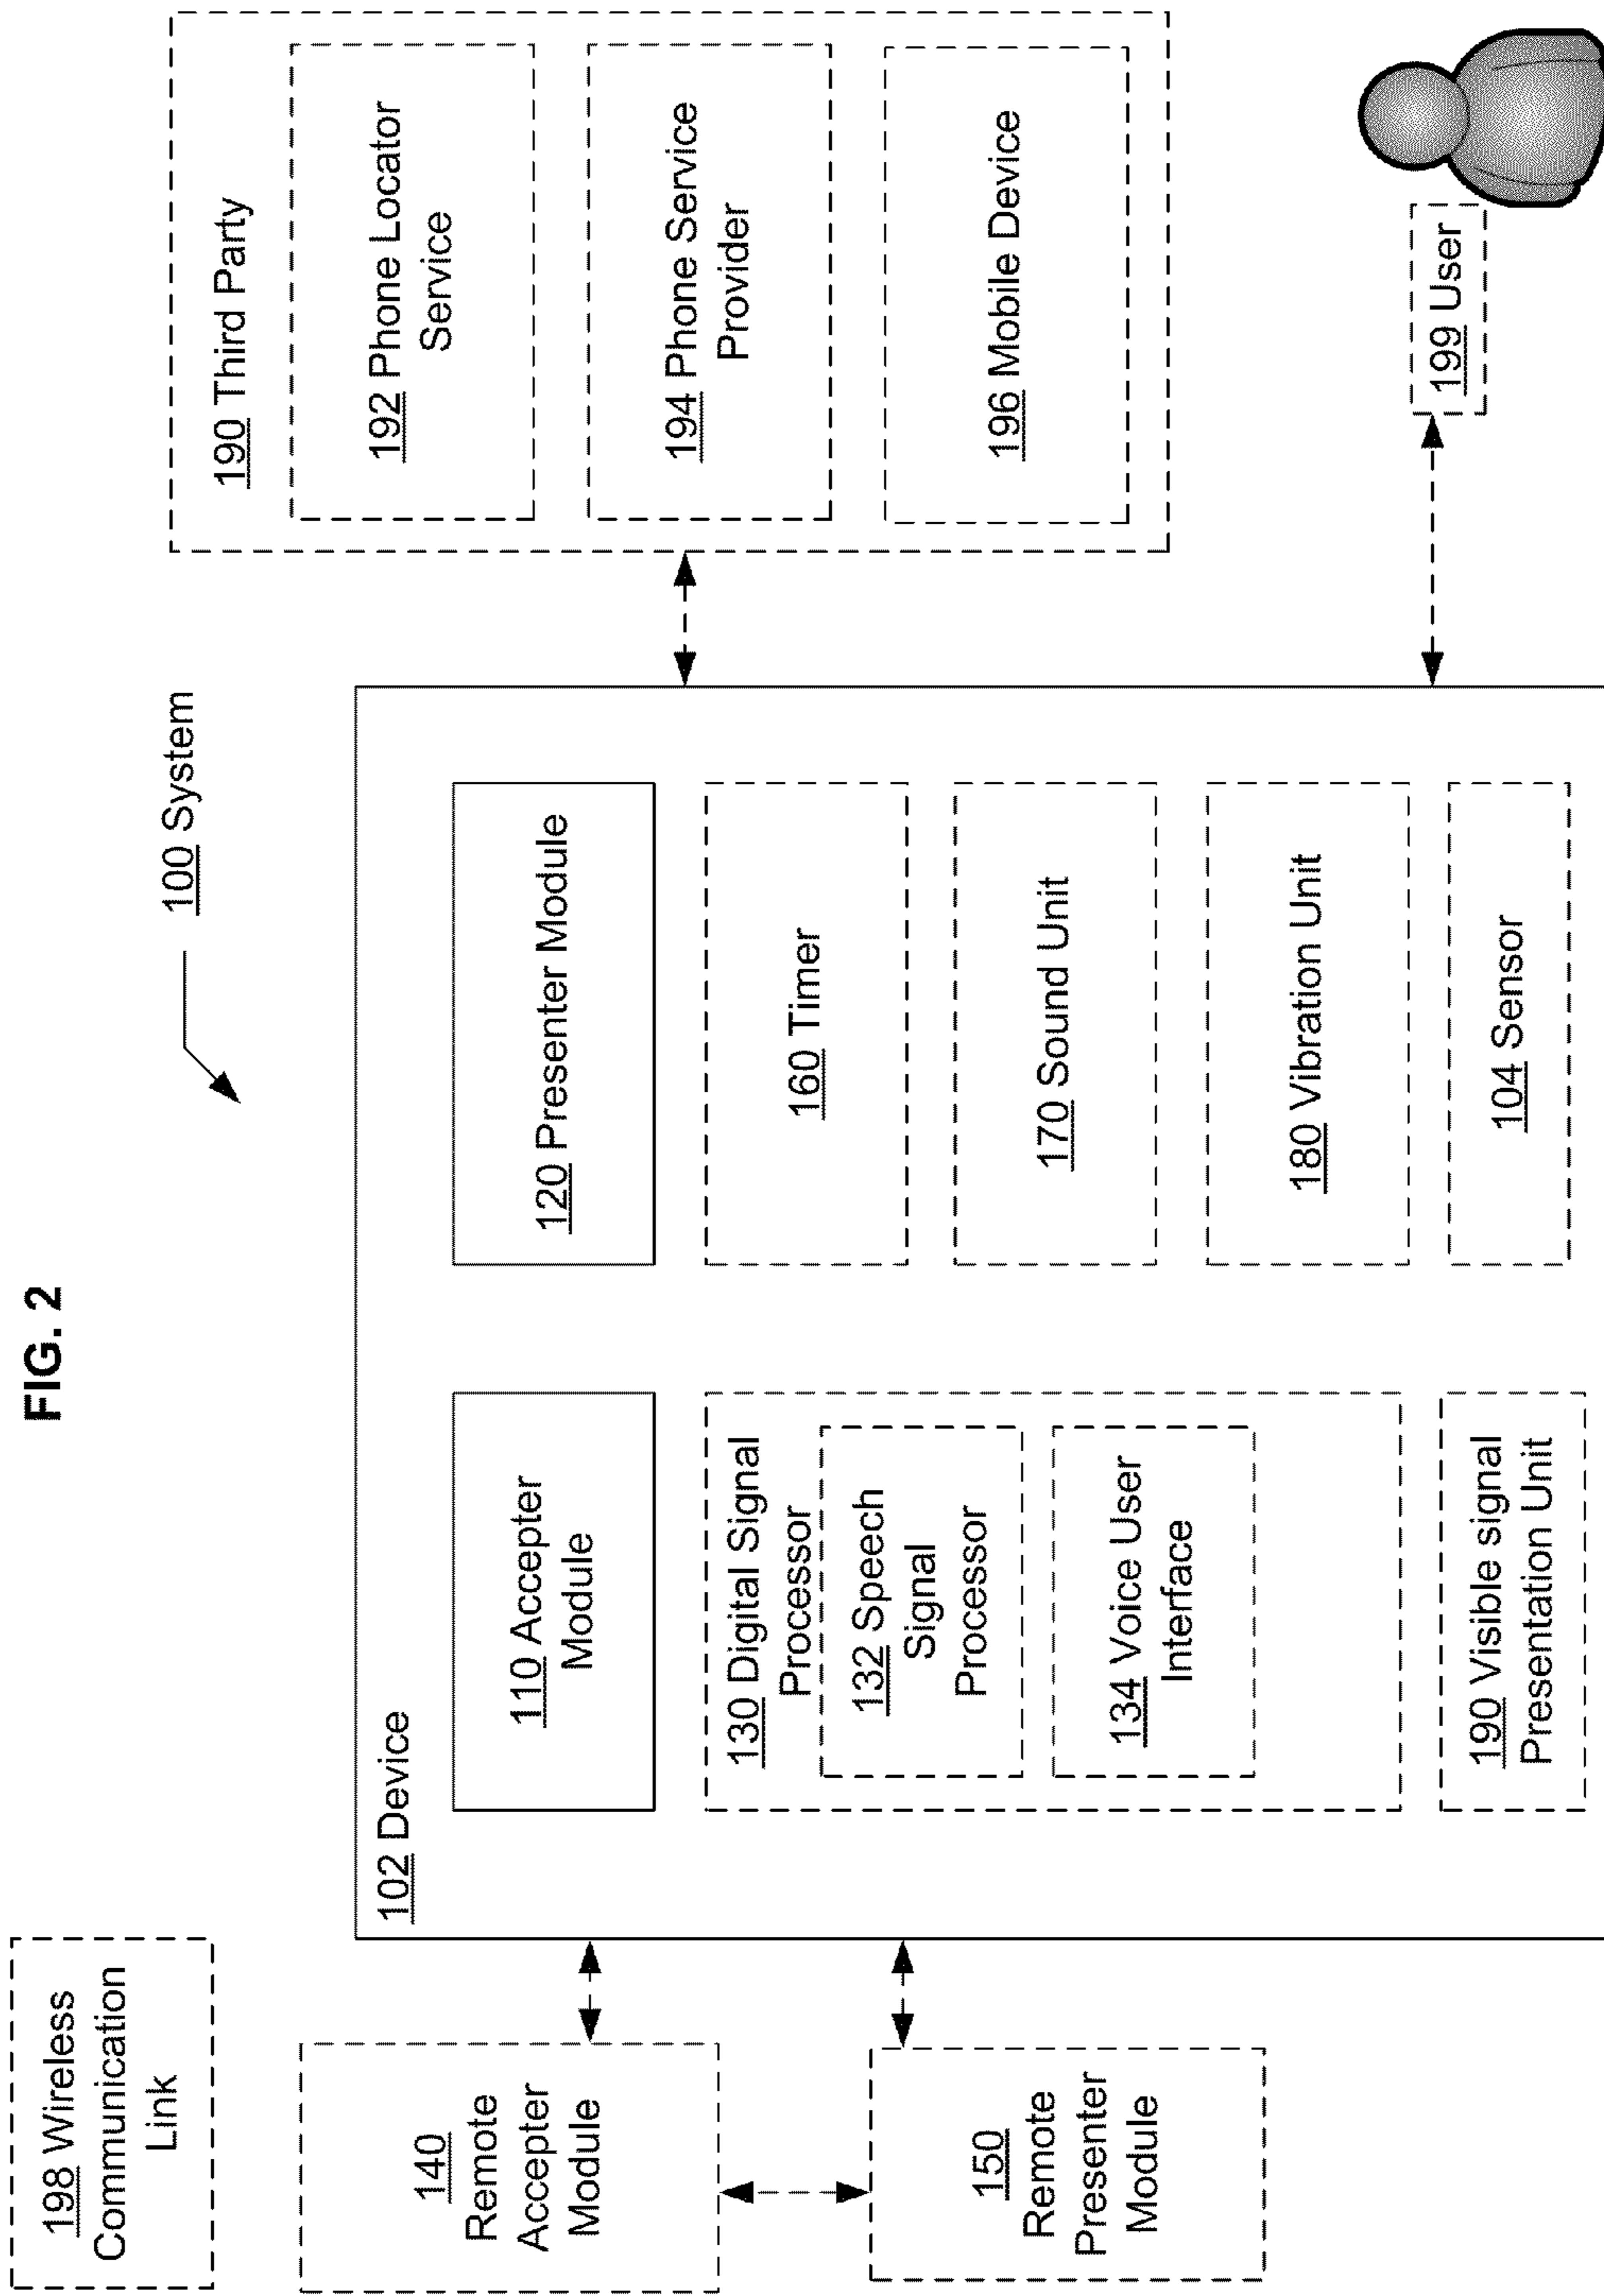 FIG. 2
198 Wireless
Communication
Link
100 System
102 Device
140
Remote
Accepter
Module
150
Remote
Presenter
Module
110 Accepter
Module
130 Digital Signal
Processor
132 Speech
Signal
Processor
134 Voice User
Interface
190 Visible signal
Presentation Unit
120 Presenter Module
160 Timer
170 Sound Unit
180 Vibration Unit
104 Sensor
190 Third Party
192 Phone Locator
Service
194 Phone Service
Provider
196 Mobile Device
199 User